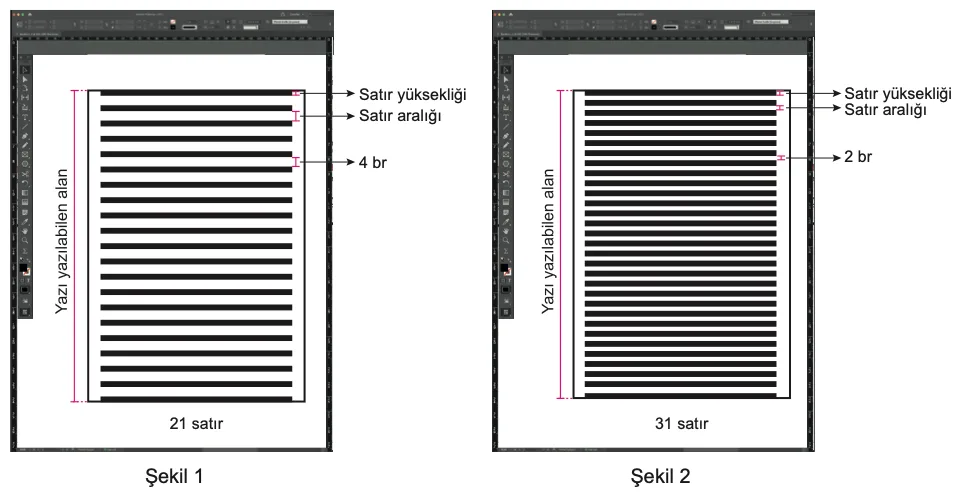 Satır yüksekliği
Satır aralığı
4 br
Yazı yazılabilen alan
21 satır
Şekil 1
Satır yüksekliği
Satır aralığı
2 br
Yazı yazılabilen alan
31 satır
Şekil 2